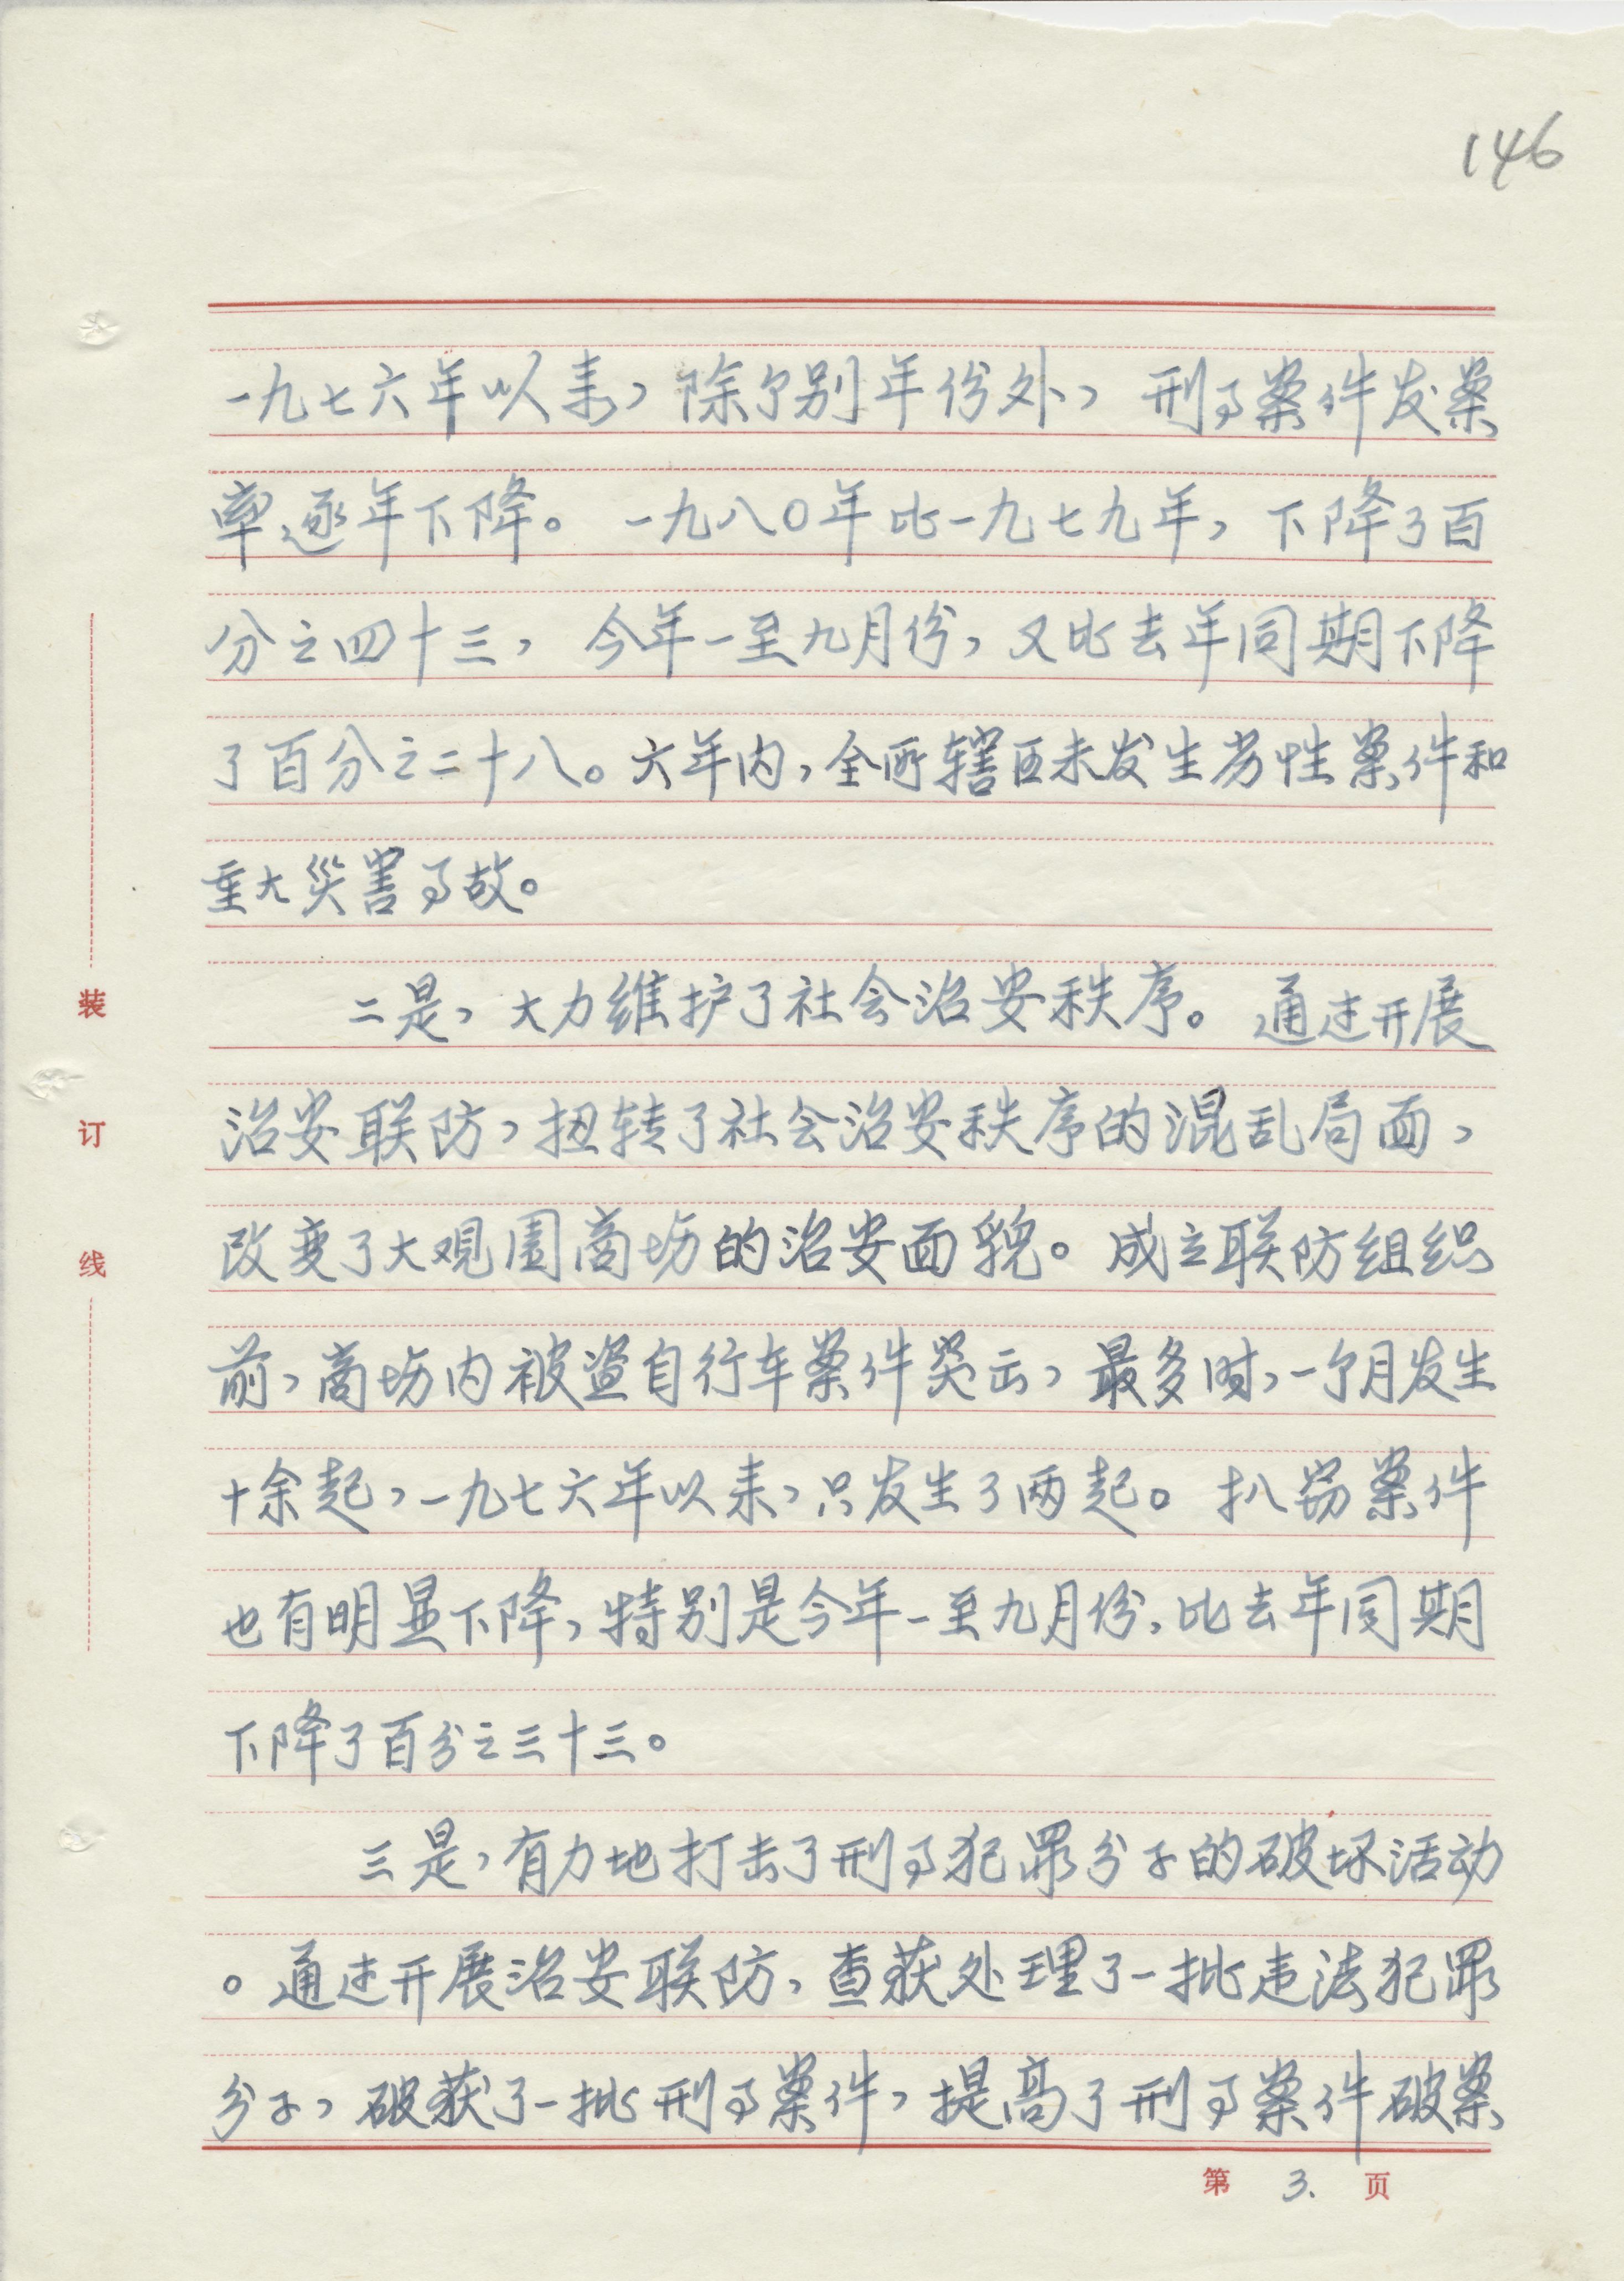 146
一九七六年以来，除个别年份外，刑事案件发案
率逐年下降。一九八〇年比一九七九年，下降了百
分之四十三，今年一至九月份，又比去年同期下降
了百分之二十八。六年内，全所辖区未发生劣性案件和
重大災害事故。
二是，大力维护了社会治安秩序。通过开展
治安联防，扭转了社会治安秩序的混乱局面，
改变了大观園商场的治安面貌。成立联防组织
前，商场内被盗自行车案件突出，最多时，一个月发生
十余起，一九七六年以来，只发生了两起。扒窃案件
也有明显下降，特别是今年一至九月份，比去年同期
下降了百分之三十三。
三是，有力地打击了刑事犯罪分子的破坏活动
。通过开展治安联防，查获处理了一批违法犯罪
分子，破获了一批刑事案件，提高了刑事案件破案
第 3. 页
装
订
线